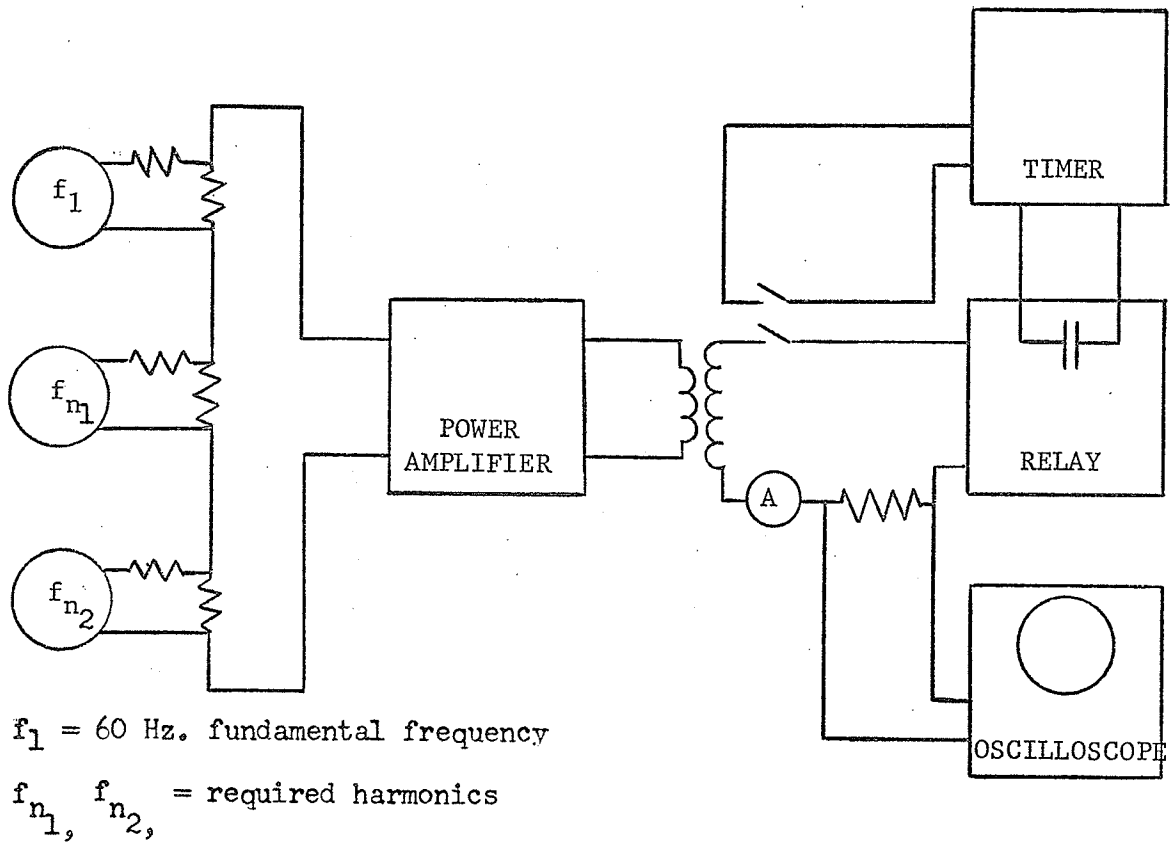 TIMER
f1
fn1
POWER
AMPLIFIER
A
RELAY
fn2
OSCILLOSCOPE
f1 = 60 Hz. fundamental frequency
fn1, fn2, = required harmonics